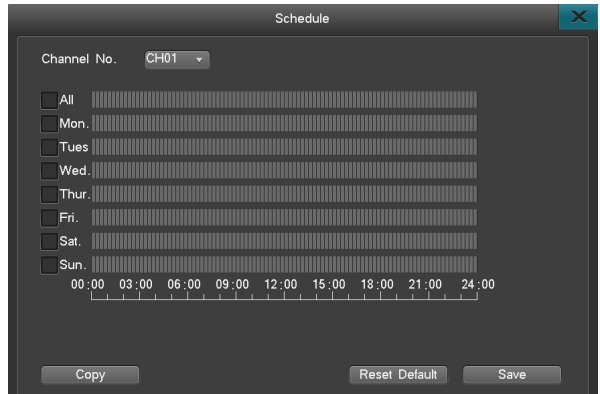 Schedule
Channel No. CH01
All
Mon.
Tues
Wed.
Thur.
Fri.
Sat.
Sun.
00:00 03:00 06:00 09:00 12:00 15:00 18:00 21:00 24:00
Copy Reset Default Save